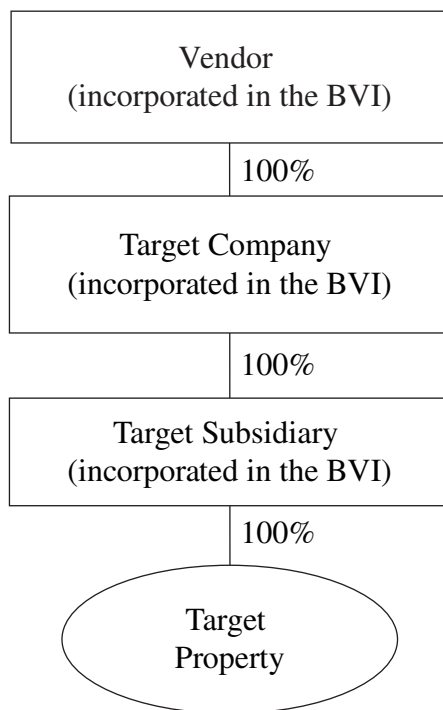 Vendor
(incorporated in the BVI)
100%
Target Company
(incorporated in the BVI)
100%
Target Subsidiary
(incorporated in the BVI)
100%
Target
Property